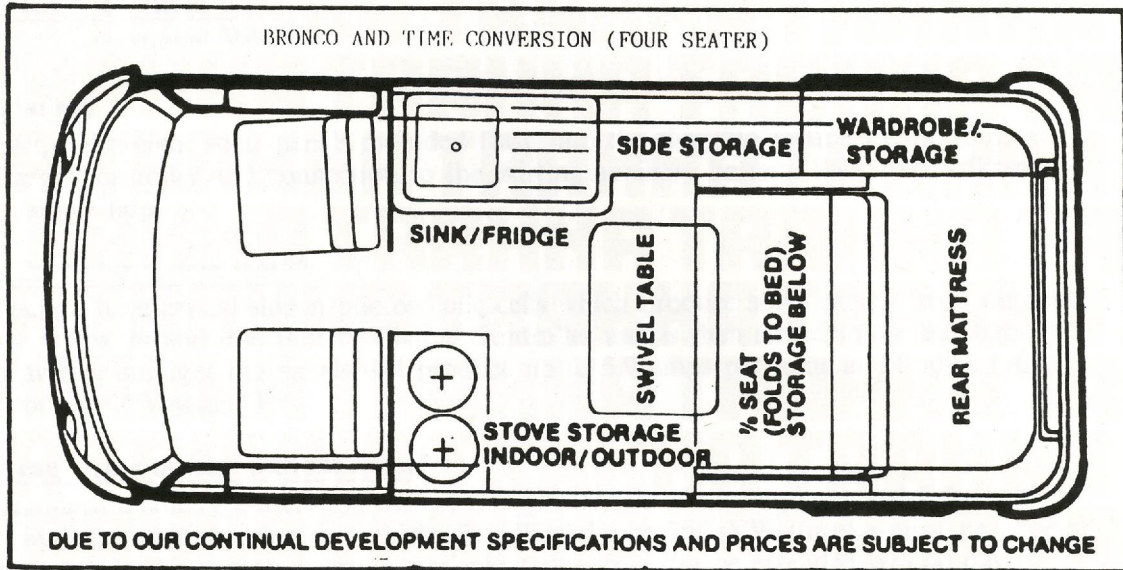 BRONCO AND TIME CONVERSION (FOUR SEATER)
WARDROBE/
STORAGE
SIDE STORAGE
SINK/FRIDGE
SWIVEL TABLE
¾ SEAT
(FOLDS TO BED)
STORAGE BELOW
REAR MATTRESS
STOVE STORAGE
INDOOR/OUTDOOR
DUE TO OUR CONTINUAL DEVELOPMENT SPECIFICATIONS AND PRICES ARE SUBJECT TO CHANGE